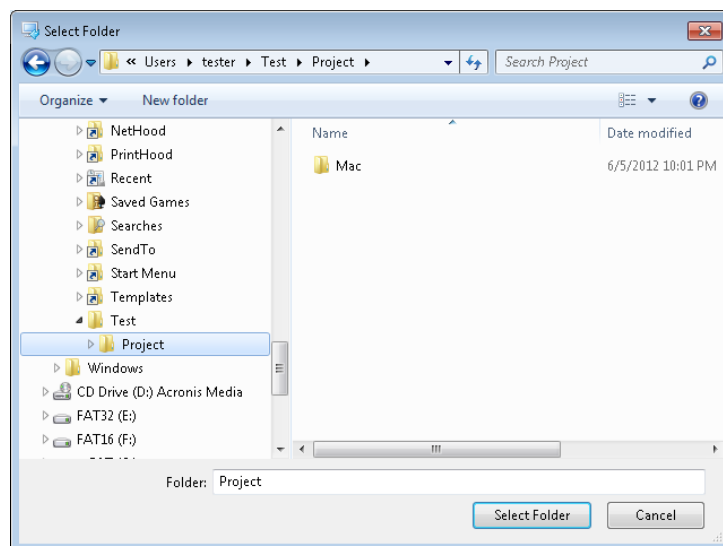 Select Folder
« Users ▸ tester ▸ Test ▸ Project ▸
Search Project
Organize
New folder
Name
Date modified
NetHood
PrintHood
Recent
Saved Games
Searches
SendTo
Start Menu
Templates
Test
Project
Windows
CD Drive (D:) Acronis Media
FAT32 (E:)
FAT16 (F:)
Mac
6/5/2012 10:01 PM
Folder:
Project
Select Folder
Cancel